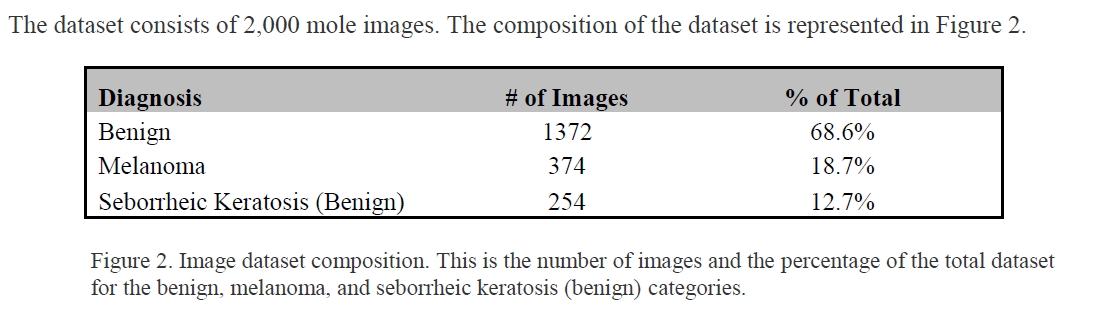 The dataset consists of 2,000 mole images. The composition of the dataset is represented in Figure 2.
Diagnosis # of Images % of Total
Benign 1372 68.6%
Melanoma 374 18.7%
Seborrheic Keratosis (Benign) 254 12.7%
Figure 2. Image dataset composition. This is the number of images and the percentage of the total dataset
for the benign, melanoma, and seborrheic keratosis (benign) categories.